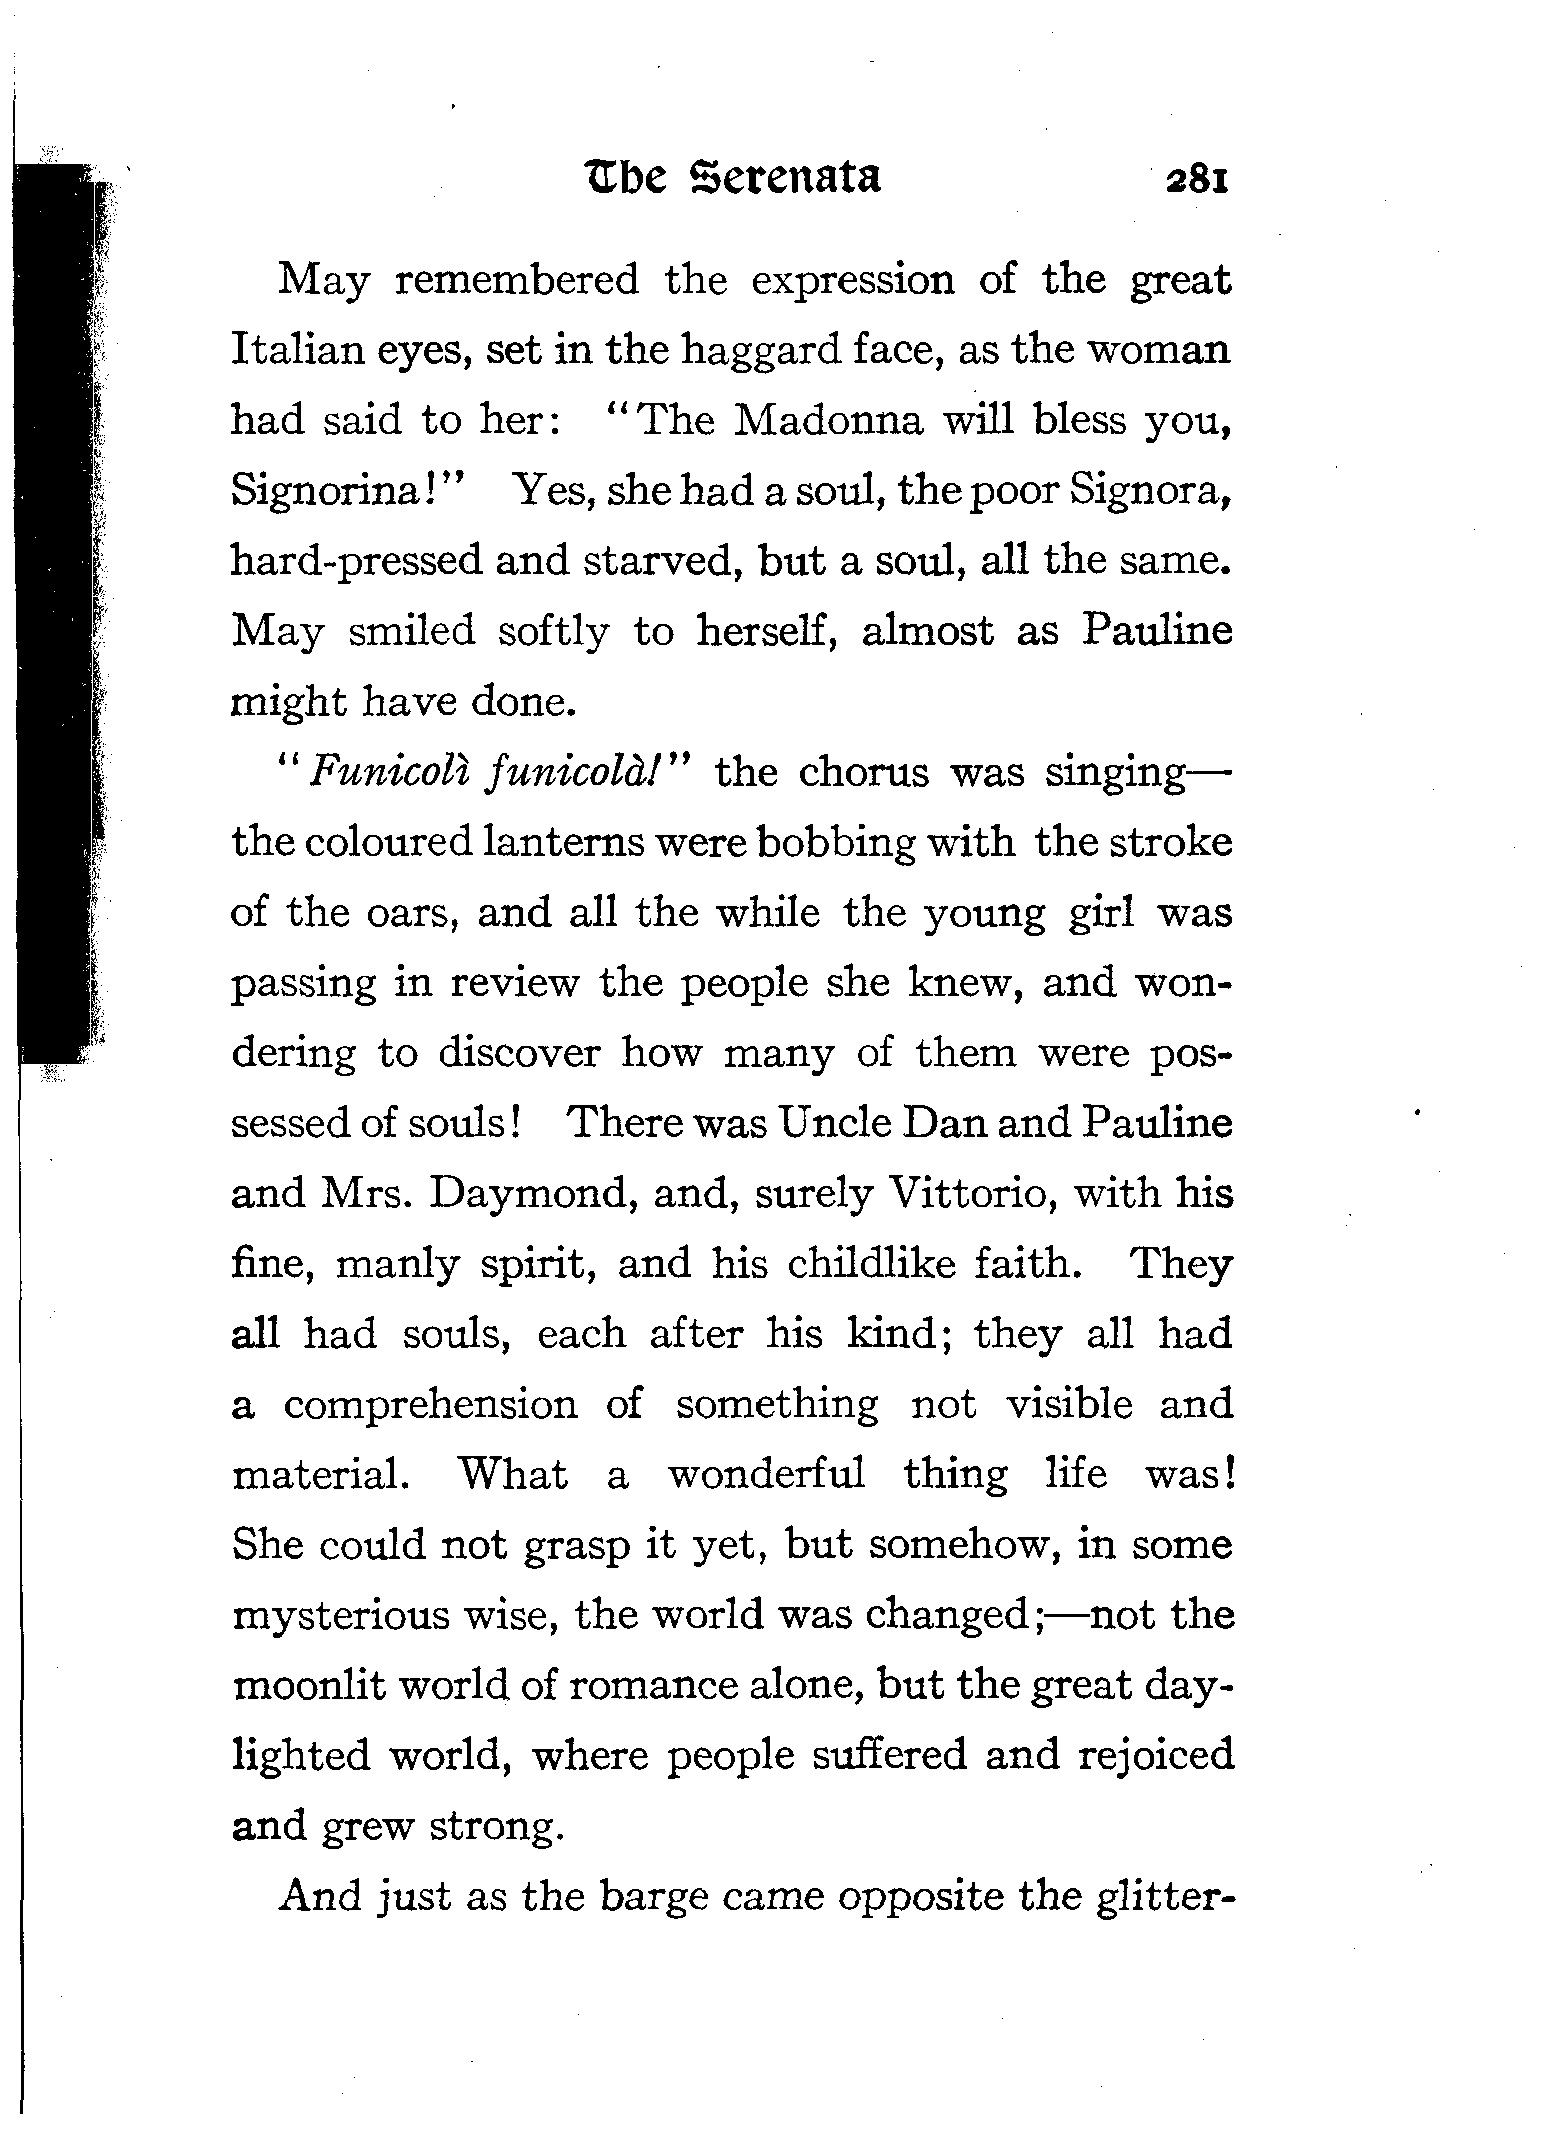 The Serenata 281
May remembered the expression of the great
Italian eyes, set in the haggard face, as the woman
had said to her: "The Madonna will bless you,
Signorina!" Yes, she had a soul, the poor Signora,
hard-pressed and starved, but a soul, all the same.
May smiled softly to herself, almost as Pauline
might have done.
"Funicolì funicolà!" the chorus was singing—
the coloured lanterns were bobbing with the stroke
of the oars, and all the while the young girl was
passing in review the people she knew, and won-
dering to discover how many of them were pos-
sessed of souls! There was Uncle Dan and Pauline
and Mrs. Daymond, and, surely Vittorio, with his
fine, manly spirit, and his childlike faith. They
all had souls, each after his kind; they all had
a comprehension of something not visible and
material. What a wonderful thing life was!
She could not grasp it yet, but somehow, in some
mysterious wise, the world was changed;—not the
moonlit world of romance alone, but the great day-
lighted world, where people suffered and rejoiced
and grew strong.
And just as the barge came opposite the glitter-